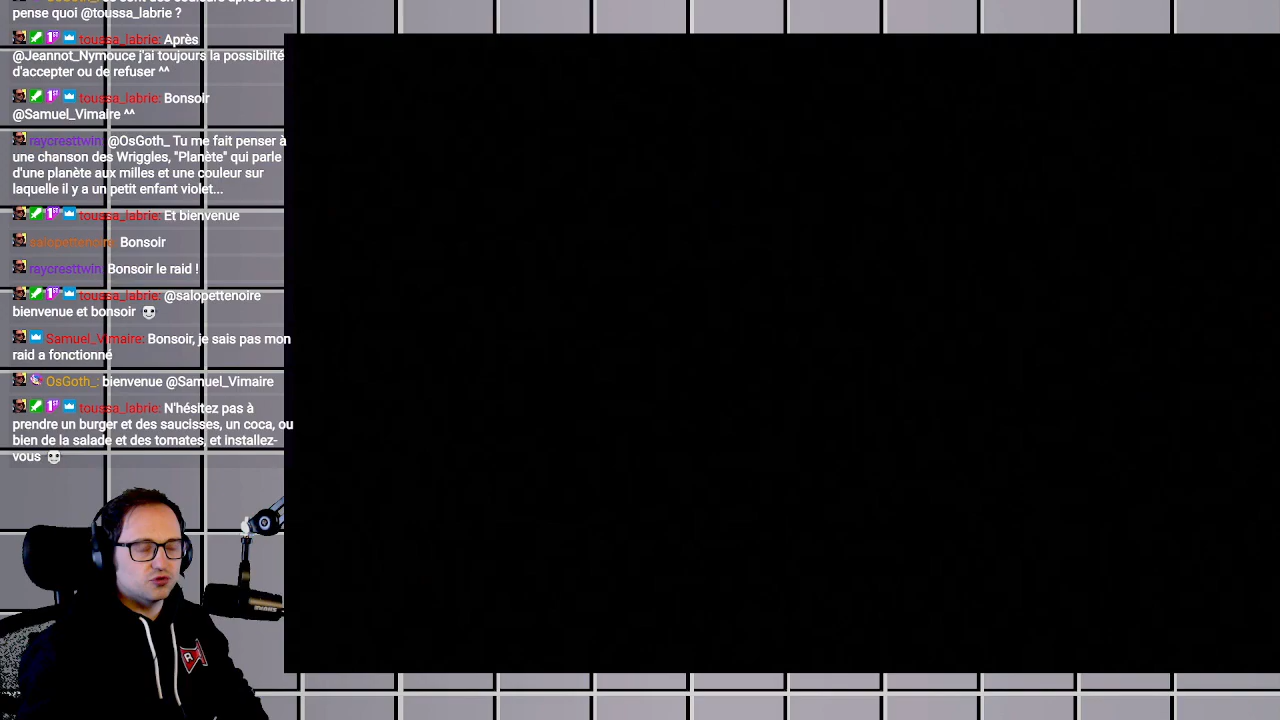 pense quoi @toussa_labrie ?
toussa_labrie: Après
@Jeannot_Nymouce j'ai toujours la possibilité
d'accepter ou de refuser ^^
toussa_labrie: Bonsoir
@Samuel_Vimaire ^^
raycresttwin: @OsGoth_ Tu me fait penser à
une chanson des Wriggles, "Planète" qui parle
d'une planète aux milles et une couleur sur
laquelle il y a un petit enfant violet...
toussa_labrie: Et bienvenue
salopettenoire: Bonsoir
raycresttwin: Bonsoir le raid !
toussa_labrie: @salopettenoire
bienvenue et bonsoir
Samuel_Vimaire: Bonsoir, je sais pas mon
raid a fonctionné
OsGoth_: bienvenue @Samuel_Vimaire
toussa_labrie: N'hésitez pas à
prendre un burger et des saucisses, un coca, ou
bien de la salade et des tomates, et installez-
vous